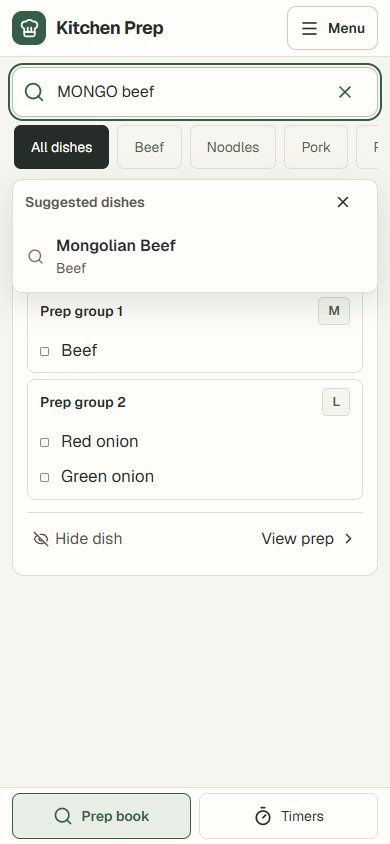 Kitchen Prep
Menu
MONGO beef
All dishes
Beef
Noodles
Pork
Suggested dishes
Mongolian Beef
Beef
Prep group 1
M
Beef
Prep group 2
L
Red onion
Green onion
Hide dish
View prep
Prep book
Timers